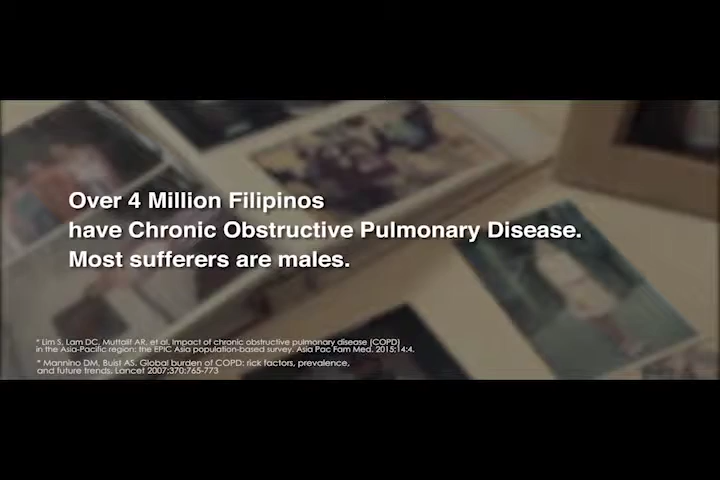 Over 4 Million Filipinos
have Chronic Obstructive Pulmonary Disease.
Most sufferers are males.
* Lim S, Lam DC, Muttalif AR, et al. Impact of chronic obstructive pulmonary disease (COPD)
in the Asia-Pacific region: the EPIC Asia population-based survey. Asia Pac Fam Med. 2015;14:4.
* Mannino DM, Buist AS. Global burden of COPD: rick factors, prevalence,
and future trends. Lancet 2007;370:765-773